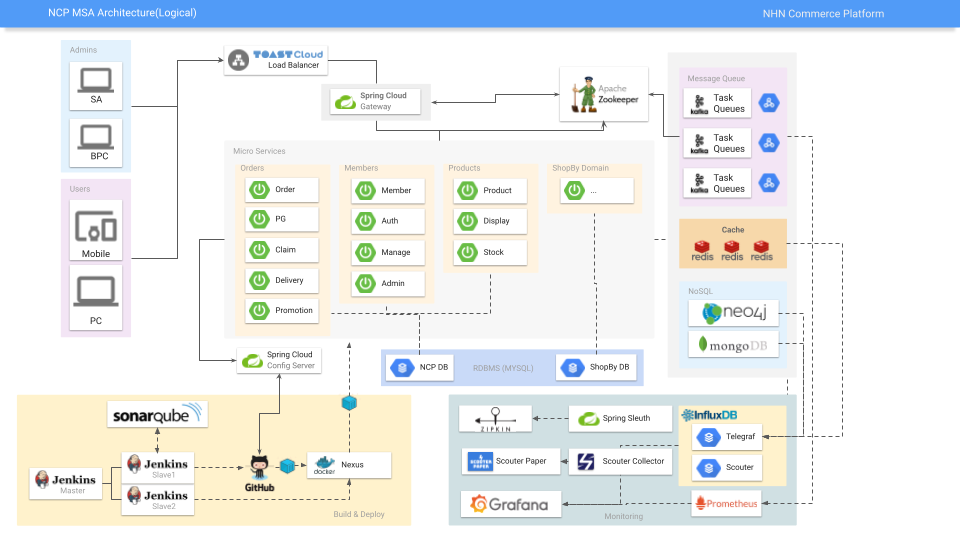 NCP MSA Architecture(Logical)
NHN Commerce Platform
Admins
SA
BPC
Users
Mobile
PC
TOAST Cloud
Load Balancer
Spring Cloud
Gateway
Apache
Zookeeper
Message Queue
kafka
Task
Queues
kafka
Task
Queues
kafka
Task
Queues
Cache
redis
redis
redis
NoSQL
neo4j
mongoDB
Micro Services
Orders
Order
PG
Claim
Delivery
Promotion
Members
Member
Auth
Manage
Admin
Products
Product
Display
Stock
ShopBy Domain
...
Spring Cloud
Config Server
NCP DB
RDBMS (MYSQL)
ShopBy DB
sonarqube
Jenkins
Master
Jenkins
Slave1
Jenkins
Slave2
GitHub
docker
Nexus
Build & Deploy
ZIPKIN
Spring Sleuth
InfluxDB
Telegraf
Scouter
SCOUTER
PAPER
Scouter Paper
Scouter Collector
Grafana
Prometheus
Monitoring